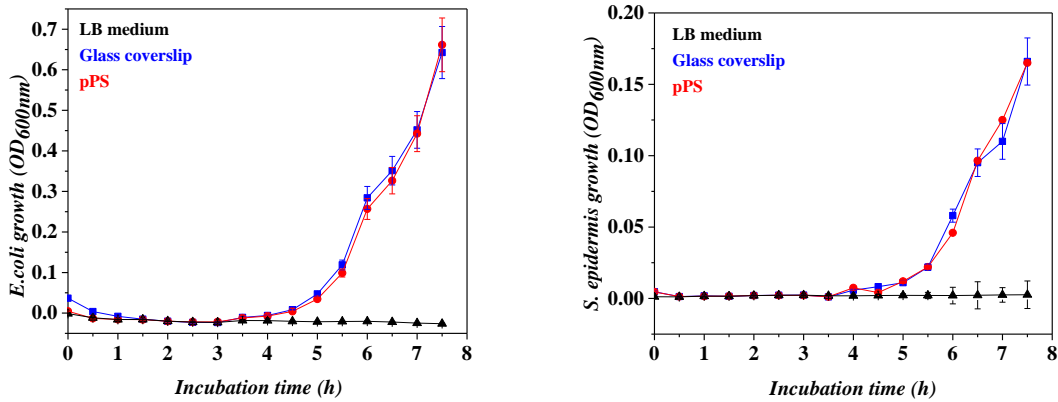 LB medium
Glass coverslip
pPS
E.coli growth (OD600nm)
0.7
0.6
0.5
0.4
0.3
0.2
0.1
0.0
0 1 2 3 4 5 6 7 8
Incubation time (h)
LB medium
Glass coverslip
pPS
S. epidermis growth (OD600nm)
0.15
0.10
0.05
0.00
0 1 2 3 4 5 6 7 8
Incubation time (h)